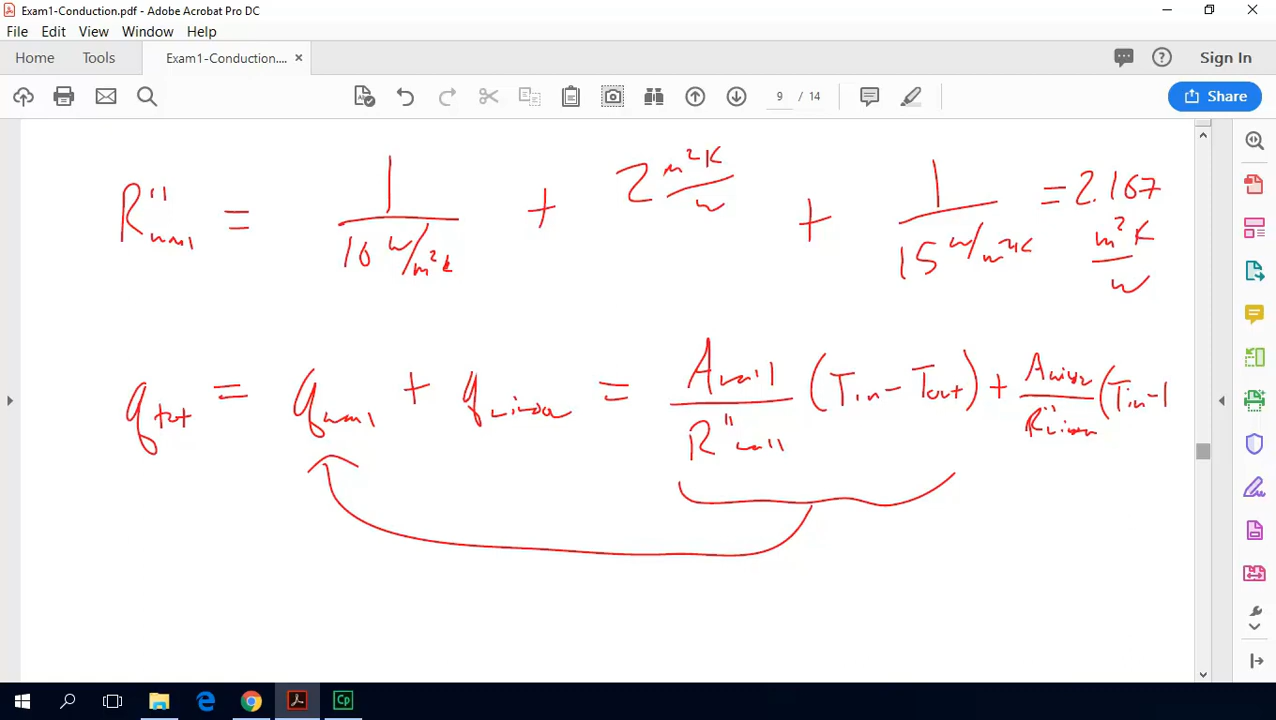 Exam1-Conduction.pdf - Adobe Acrobat Pro DC
File Edit View Window Help
Home Tools Exam1-Conduction.... × Sign In
9 / 14 Share
R''wall = 1 / 10 W/m²K + 2 m²K / W + 1 / 15 W/m²K = 2.167 m²K / W
qtot = qwall + qwindow = Awall / R''wall (Tin - Tout) + Awind / R''window (Tin -
Cp